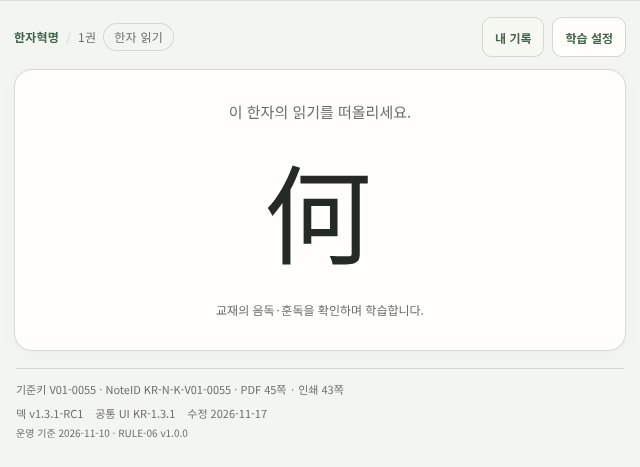 한자혁명 / 1권 한자 읽기 내 기록 학습 설정
이 한자의 읽기를 떠올리세요.
何
교재의 음독·훈독을 확인하며 학습합니다.
기준키 V01-0055 · NoteID KR-N-K-V01-0055 · PDF 45쪽 · 인쇄 43쪽
덱 v1.3.1-RC1 공통 UI KR-1.3.1 수정 2026-11-17
운영 기준 2026-11-10 · RULE-06 v1.0.0